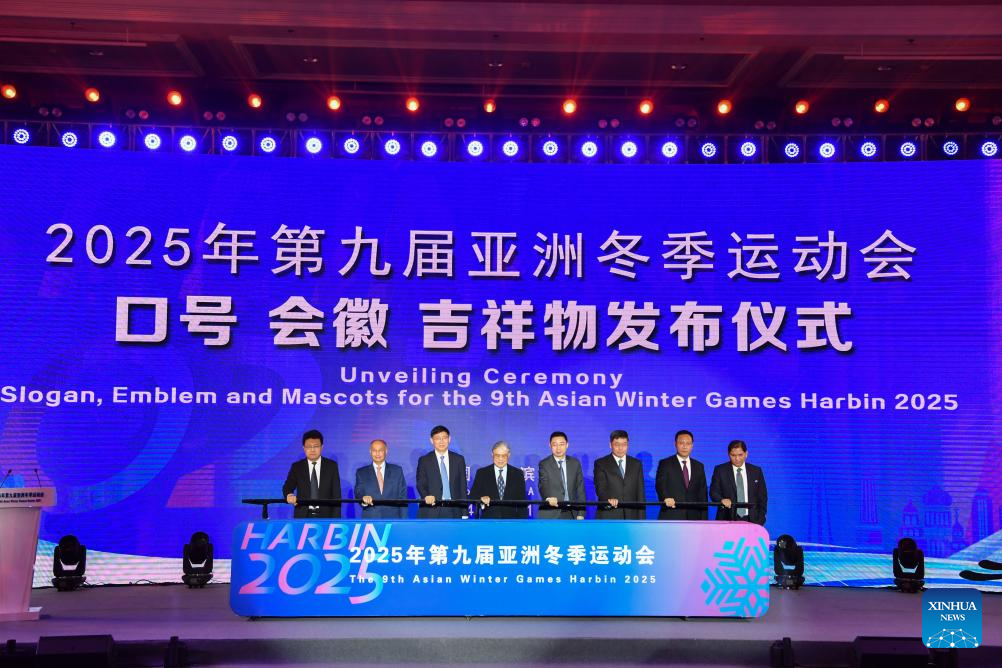 2025年第九届亚洲冬季运动会
口号 会徽 吉祥物发布仪式
Unveiling Ceremony
Slogan, Emblem and Mascots for the 9th Asian Winter Games Harbin 2025
HARBIN
2025
2025年第九届亚洲冬季运动会
The 9th Asian Winter Games Harbin 2025
XINHUA
NEWS